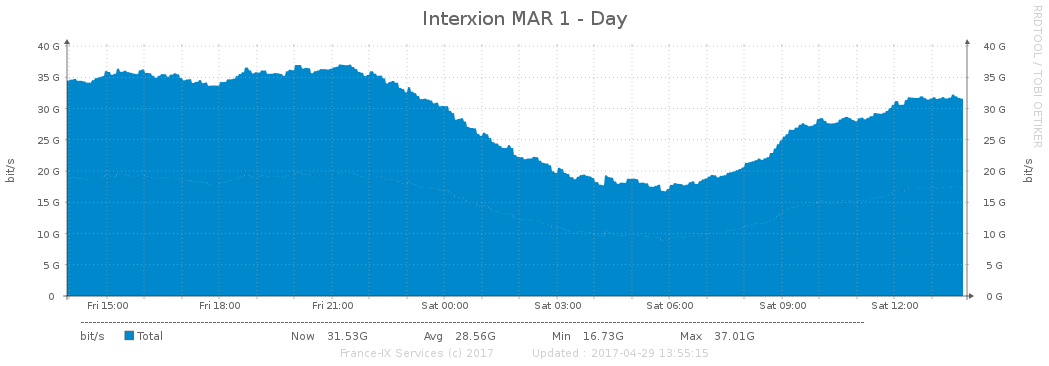 Interxion MAR 1 - Day
RRDTOOL / TOBI OETIKER
40 G 40 G
35 G 35 G
30 G 30 G
25 G 25 G
20 G 20 G
15 G 15 G
10 G 10 G
5 G 5 G
0 0 G
bit/s
bit/s
Fri 15:00 Fri 18:00 Fri 21:00 Sat 00:00 Sat 03:00 Sat 06:00 Sat 09:00 Sat 12:00
bit/s Total Now 31.53G Avg 28.56G Min 16.73G Max 37.01G
France-IX Services (c) 2017 Updated : 2017-04-29 13:55:15